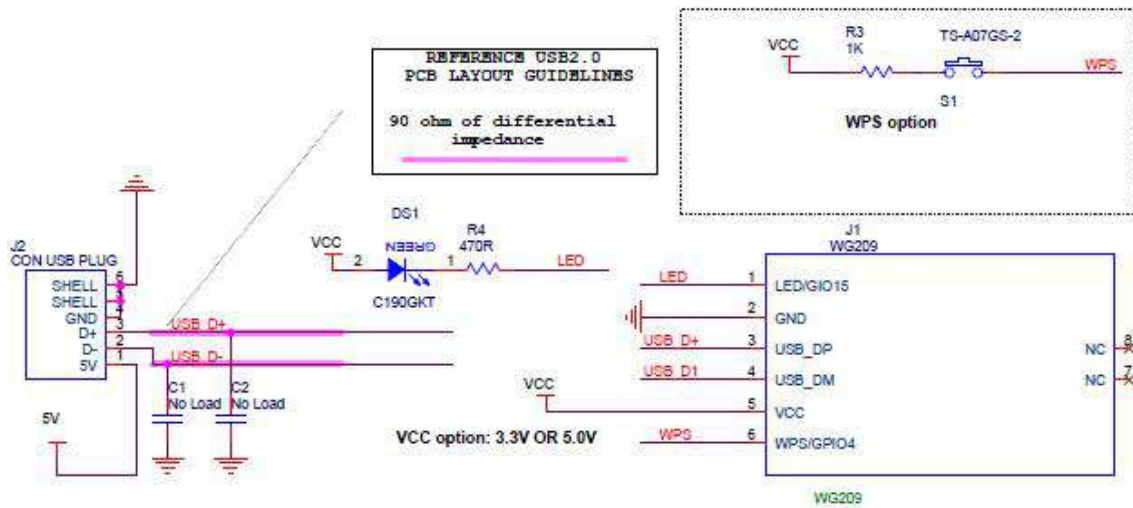 REFERENCE USB2.0
PCB LAYOUT GUIDELINES
90 ohm of differential
impedance
VCC
R3
1K
TS-A07GS-2
WPS
S1
WPS option
J2
CON USB PLUG
SHELL
SHELL
GND
D+
D-
5V
6
5
4
3
2
1
5V
USB_D+
USB_D-
C1
No Load
C2
No Load
VCC
2
DS1
GREEN
1
C190GKT
R4
470R
LED
VCC
VCC option: 3.3V OR 5.0V
J1
WG209
LED
1
LED/GIO15
2
GND
USB_D+
3
USB_DP
USB_D1
4
USB_DM
5
VCC
WPS
6
WPS/GPIO4
NC
8
NC
7
WG209